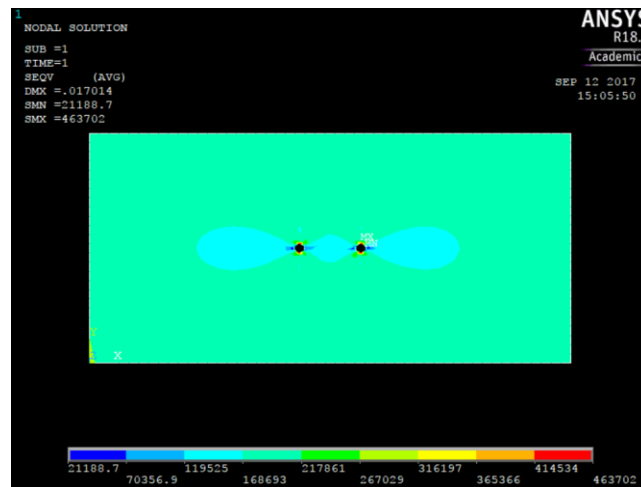 1
NODAL SOLUTION
SUB =1
TIME=1
SEQV (AVG)
DMX =.017014
SMN =21188.7
SMX =463702
ANSYS
R18.
Academic
SEP 12 2017
15:05:50
MX
Y
X
21188.7 119525 217861 316197 414534
70356.9 168693 267029 365366 463702